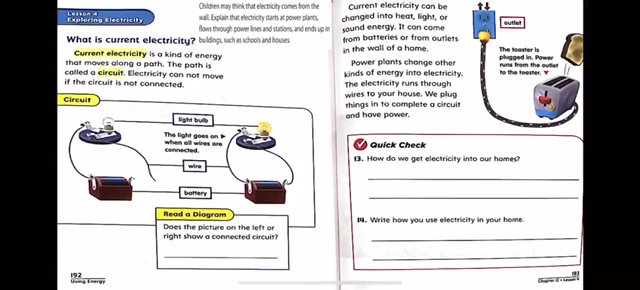 Lesson 4
Exploring Electricity
Children may think that electricity comes from the
wall. Explain that electricity starts at power plants,
flows through power lines and stations, and ends up in
buildings, such as schools and houses.
What is current electricity?
Current electricity is a kind of energy
that moves along a path. The path is
called a circuit. Electricity can not move
if the circuit is not connected.
Circuit
light bulb
The light goes on
when all wires are
connected.
wire
battery
Read a Diagram
Does the picture on the left or
right show a connected circuit?
192
Using Energy
Current electricity can be
changed into heat, light, or
sound energy. It can come
from batteries or from outlets
in the wall of a home.
Power plants change other
kinds of energy into electricity.
The electricity runs through
wires to your house. We plug
things in to complete a circuit
and have power.
outlet
The toaster is
plugged in. Power
runs from the outlet
to the toaster.
Quick Check
13. How do we get electricity into our homes?
14. Write how you use electricity in your home.
193
Chapter 12 • Lesson 4